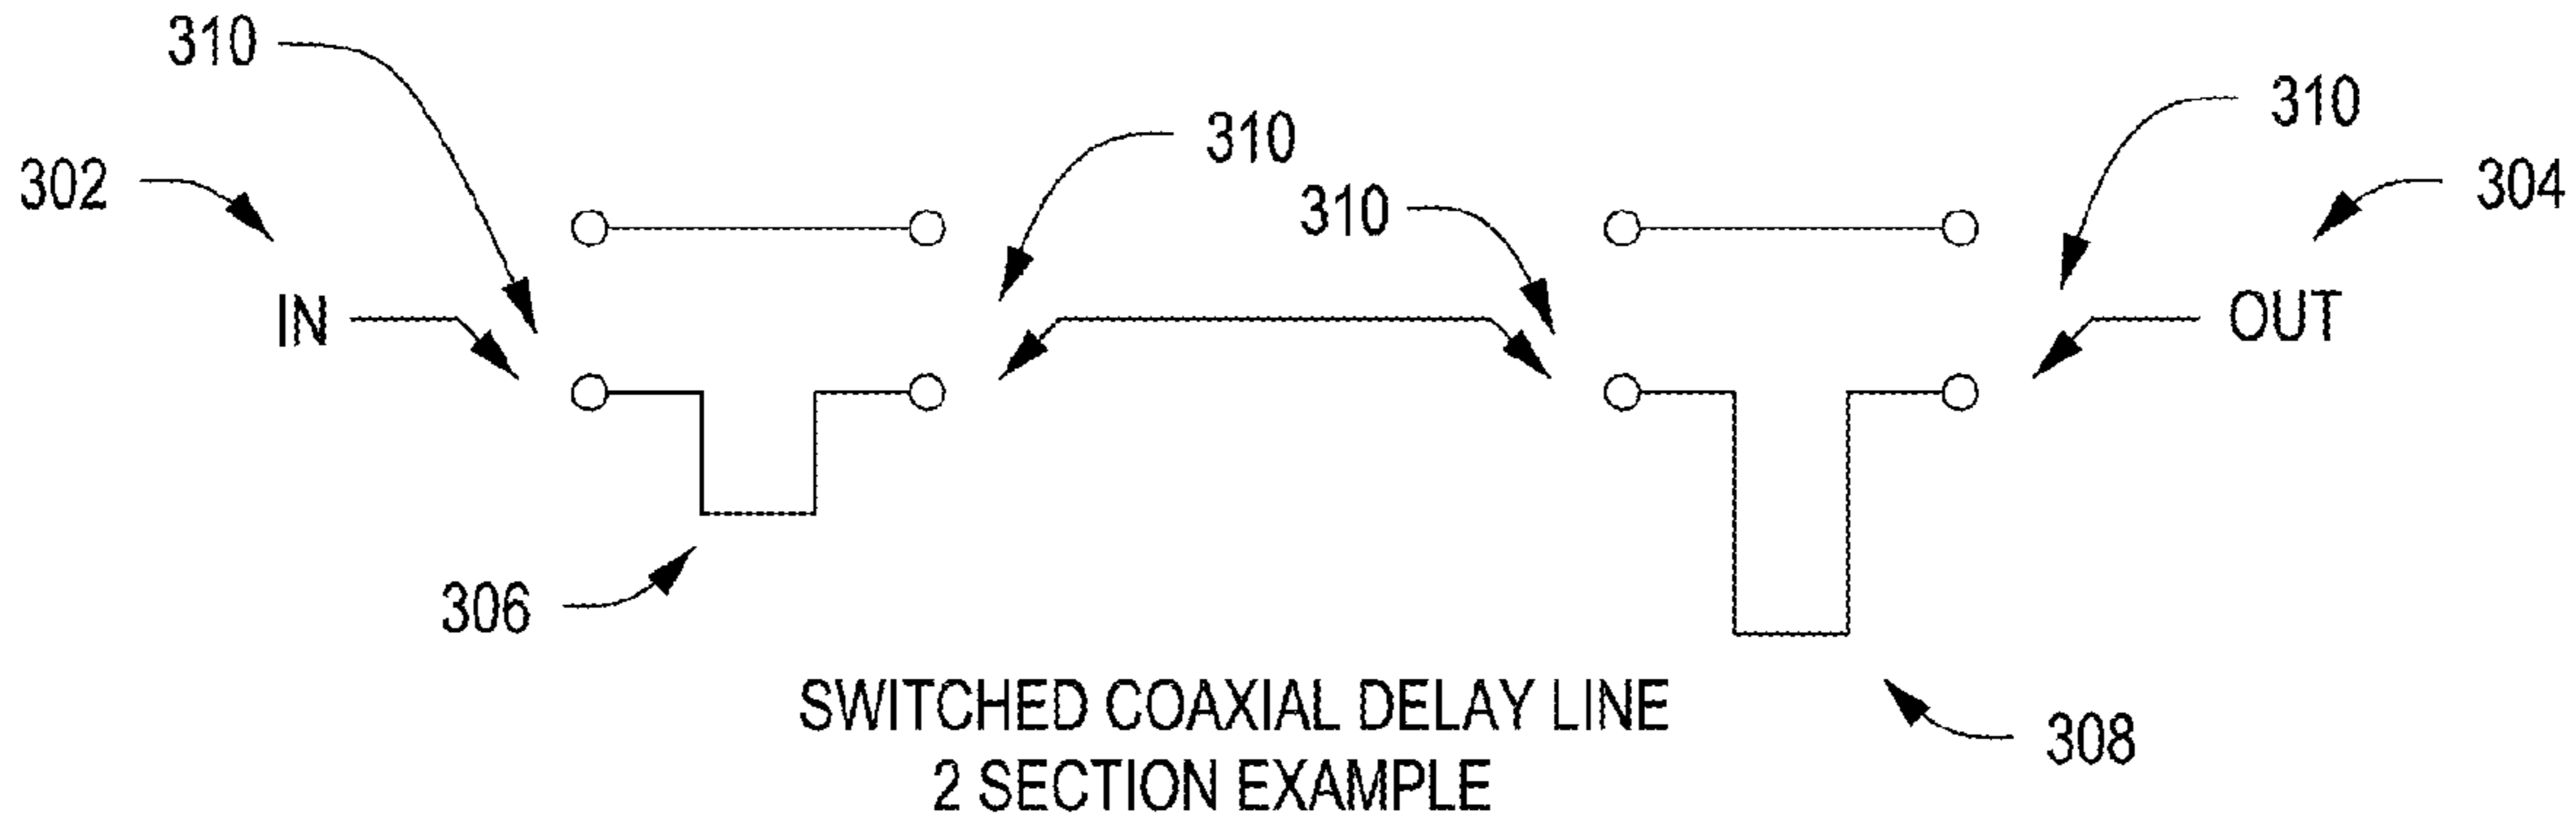 310
310
310
302
310
304
IN
OUT
306
SWITCHED COAXIAL DELAY LINE
308
2 SECTION EXAMPLE